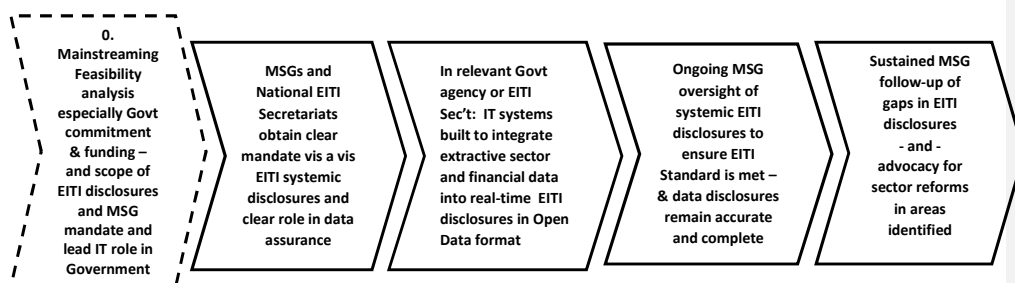 0.
Mainstreaming
Feasibility
analysis
especially Govt
commitment
& funding –
and scope of
EITI disclosures
and MSG
mandate and
lead IT role in
Government
MSGs and
National EITI
Secretariats
obtain clear
mandate vis a vis
EITI systemic
disclosures and
clear role in data
assurance
In relevant Govt
agency or EITI
Sec't: IT systems
built to integrate
extractive sector
and financial data
into real-time EITI
disclosures in Open
Data format
Ongoing MSG
oversight of
systemic EITI
disclosures to
ensure EITI
Standard is met –
& data disclosures
remain accurate
and complete
Sustained MSG
follow-up of
gaps in EITI
disclosures
- and -
advocacy for
sector reforms
in areas
identified